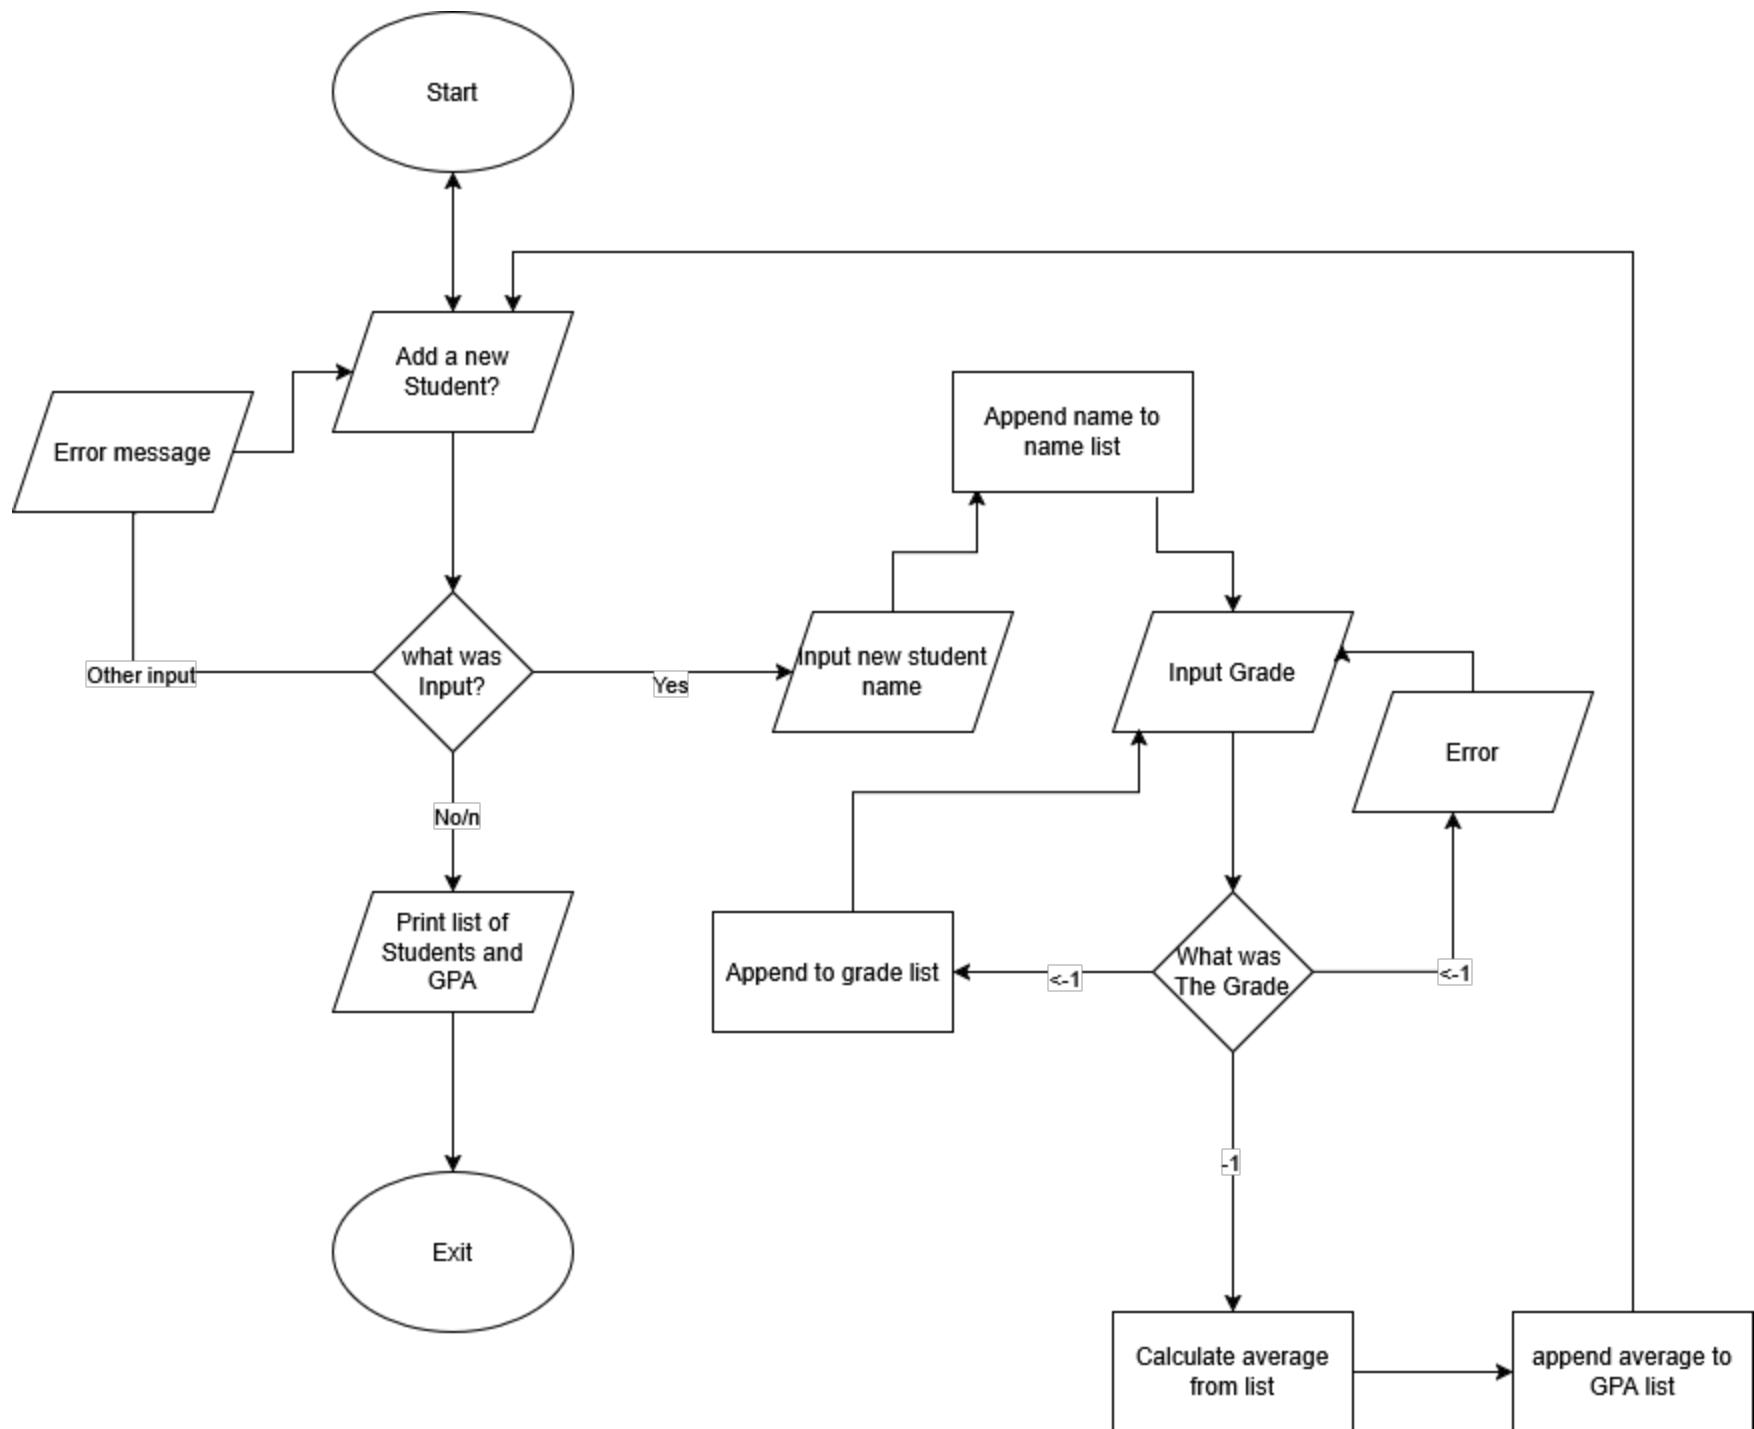 Start
Add a new
Student?
Error message
Append name to
name list
what was
Input?
Other input
Yes
Input new student
name
Input Grade
Error
No/n
Print list of
Students and
GPA
Append to grade list
<-1
What was
The Grade
<-1
-1
Exit
Calculate average
from list
append average to
GPA list